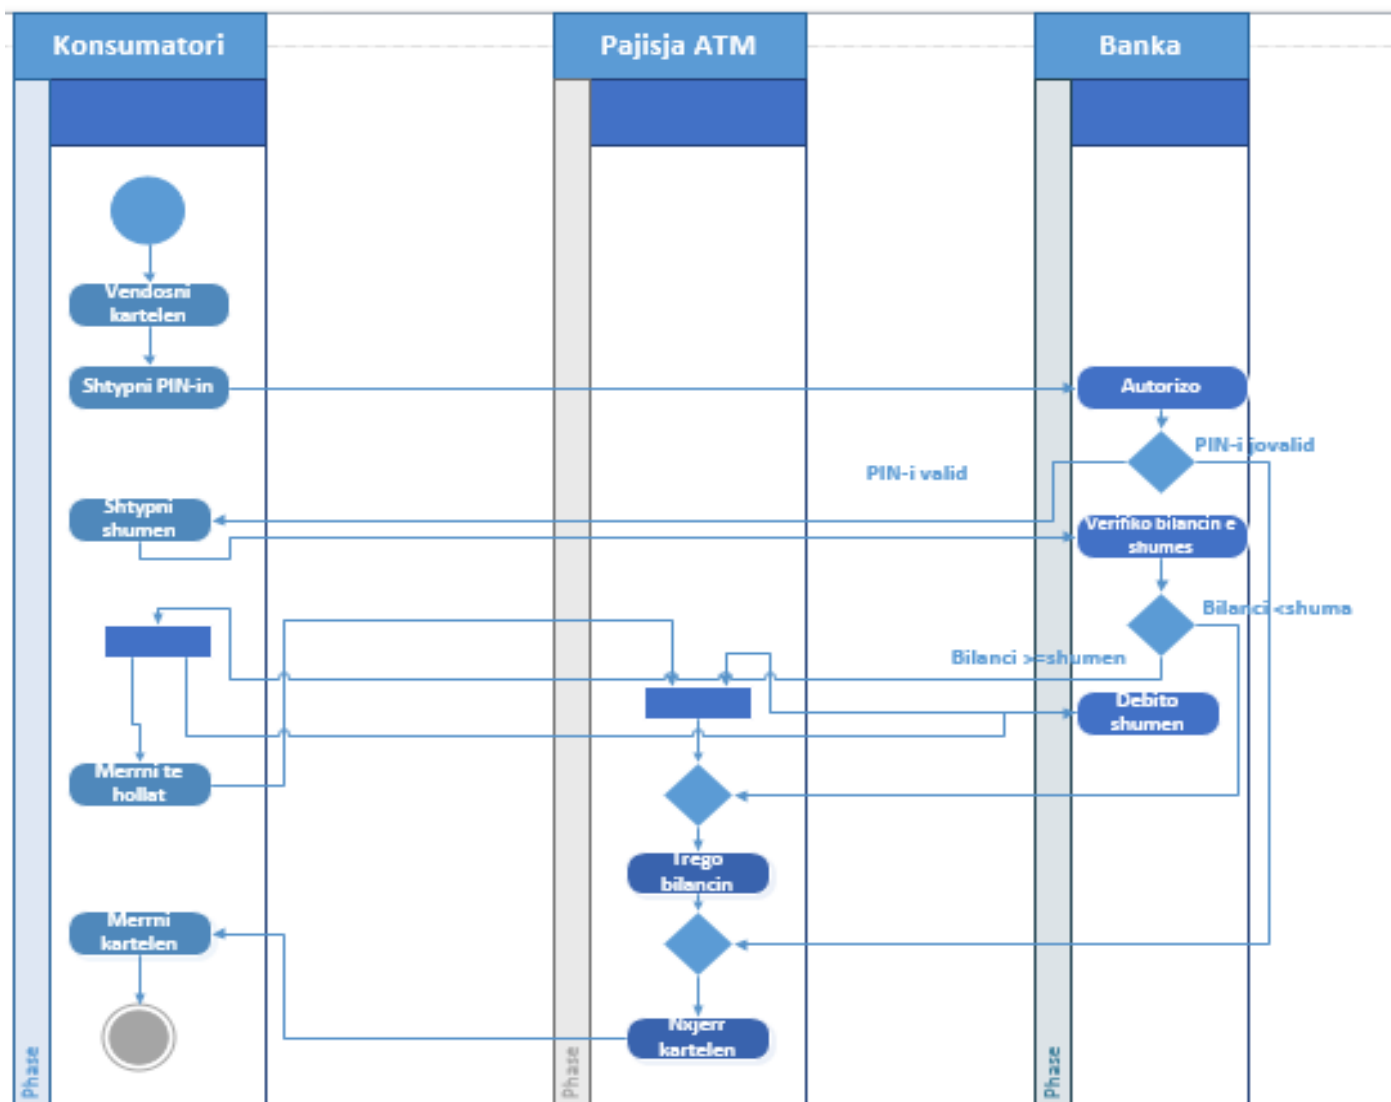 Konsumatori
Pajisja ATM
Banka
Vendosni
kartelen
Shtypni PIN-in
Autorizo
PIN-i jovalid
PIN-i valid
Shtypni
shumen
Verifiko bilancin e
shumes
Bilanci <shuma
Bilanci >=shumen
Debito
shumen
Merrni te
hollat
Trego
bilancin
Merrni
kartelen
Nxjerr
kartelen
Phase
Phase
Phase